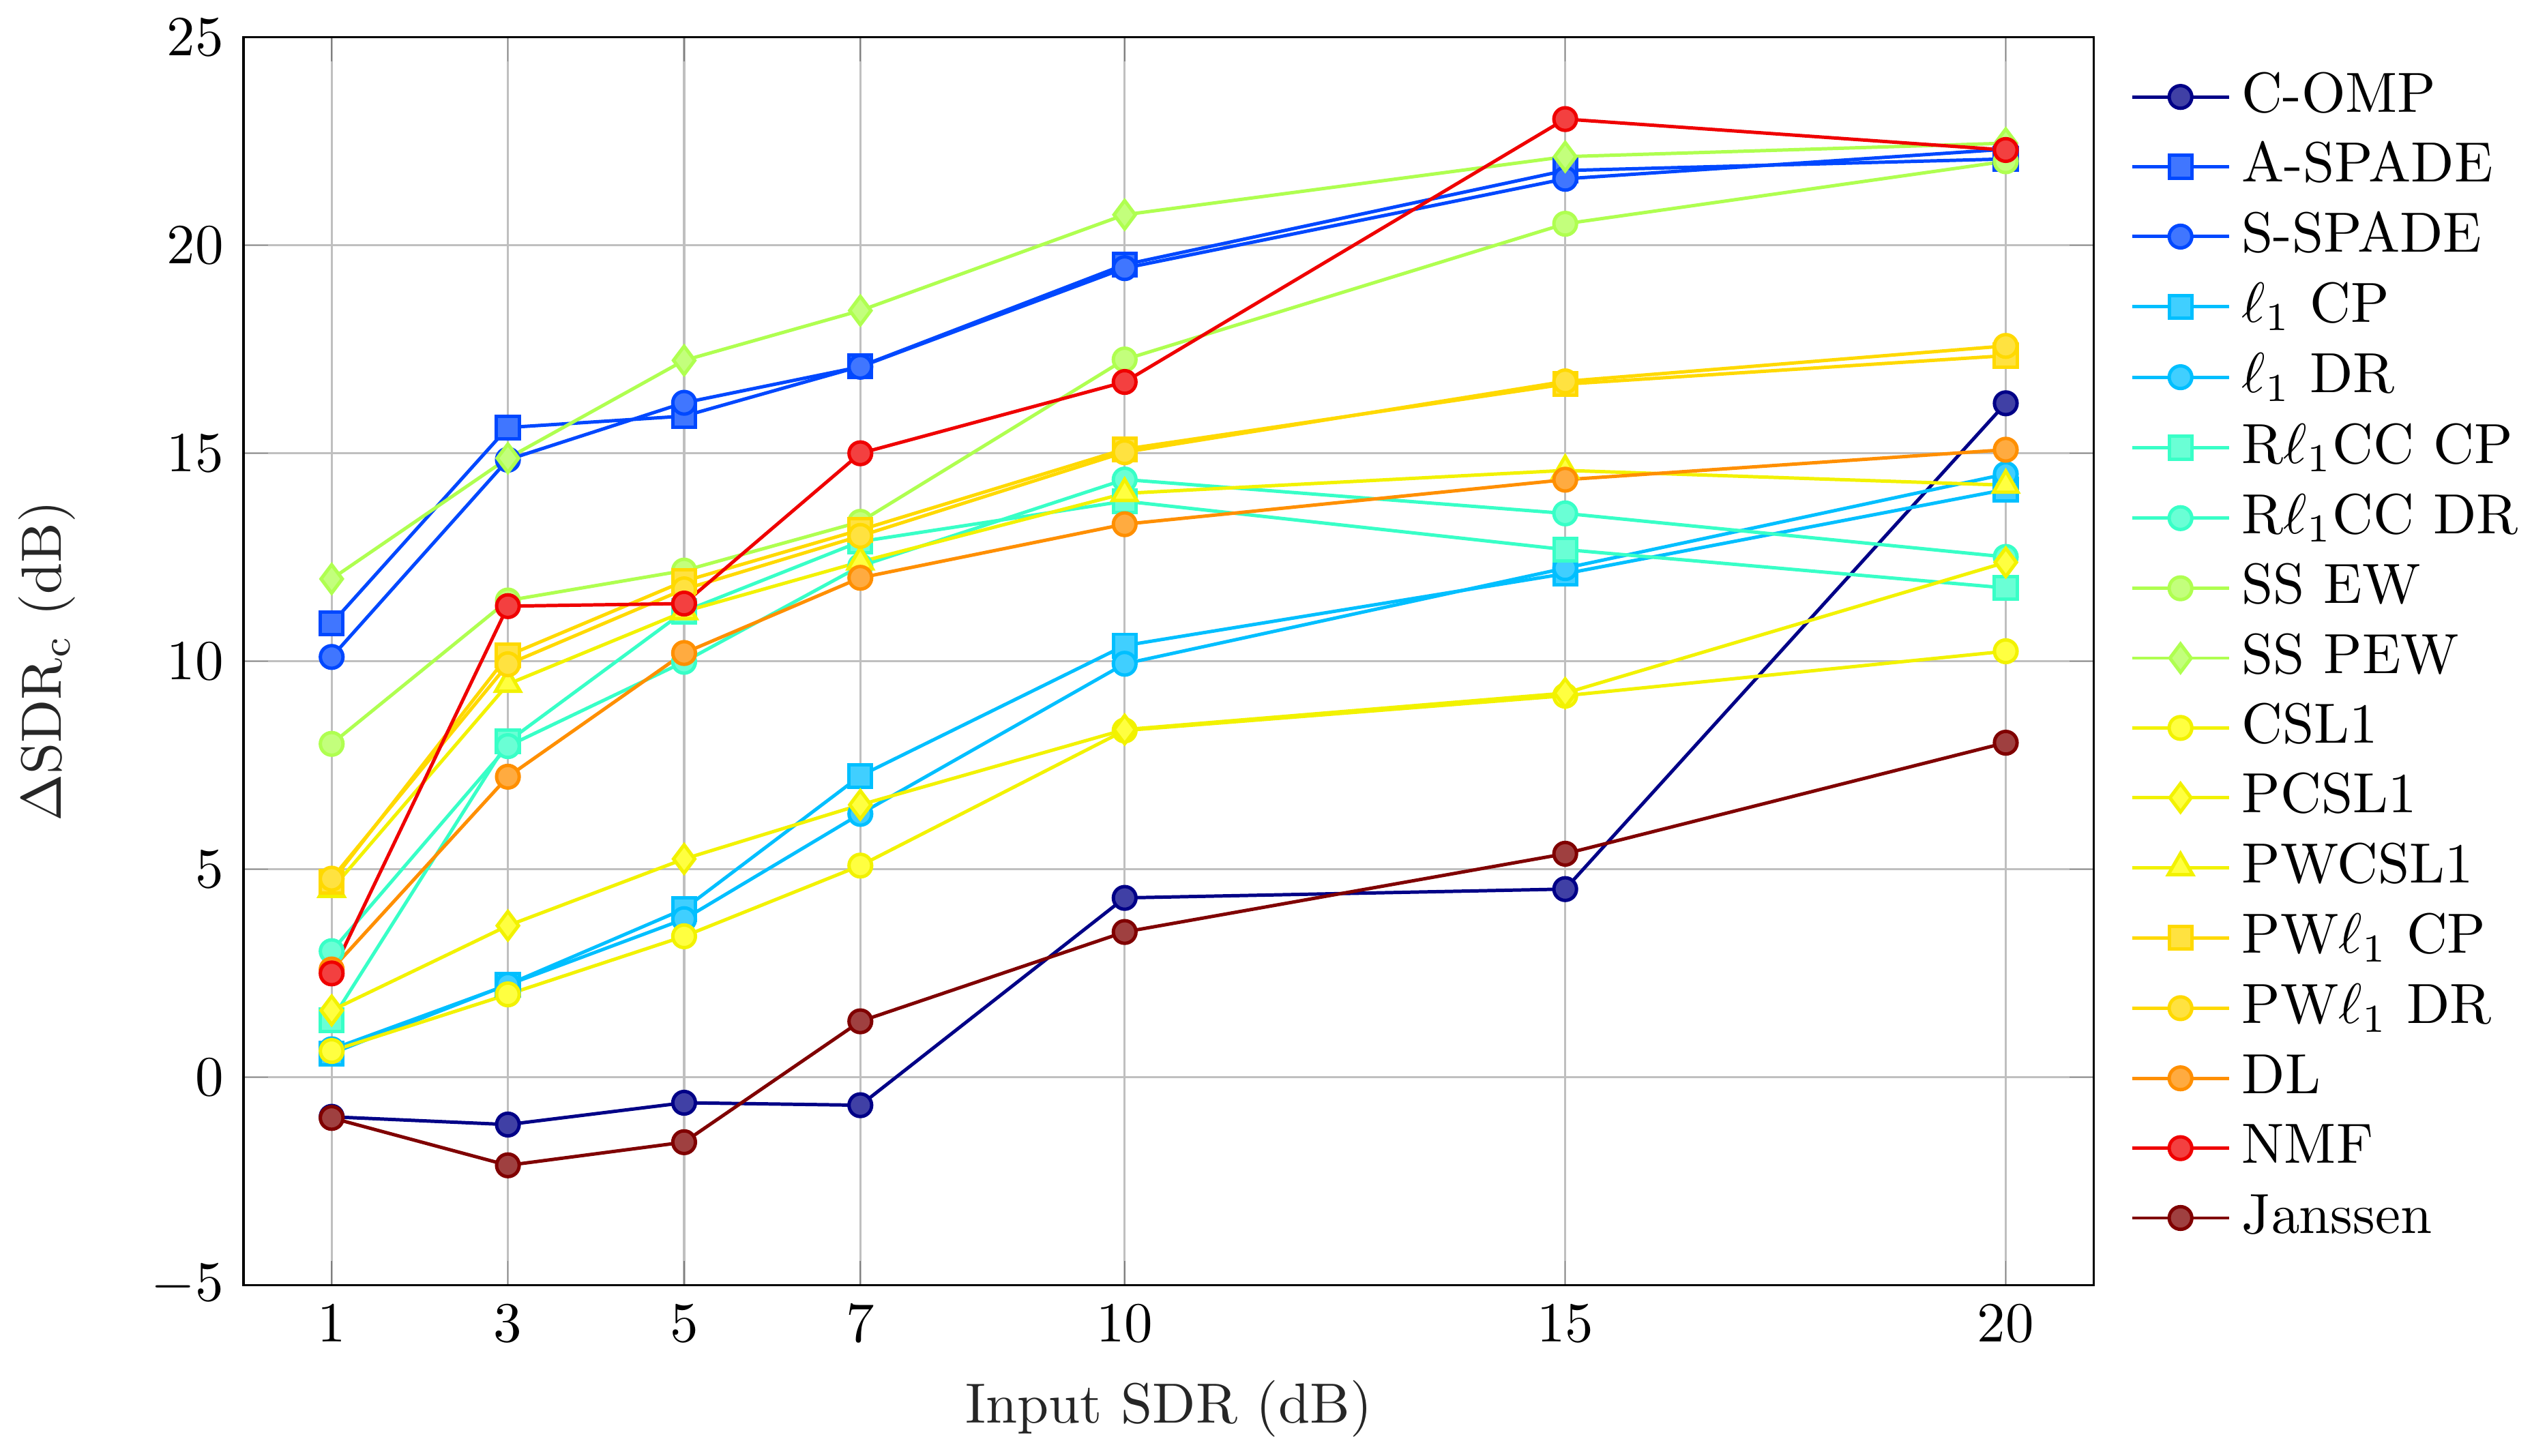 ΔSDRc (dB)
25
20
15
10
5
0
−5
1 3 5 7 10 15 20
Input SDR (dB)
C-OMP
A-SPADE
S-SPADE
ℓ1 CP
ℓ1 DR
Rℓ1CC CP
Rℓ1CC DR
SS EW
SS PEW
CSL1
PCSL1
PWCSL1
PWℓ1 CP
PWℓ1 DR
DL
NMF
Janssen